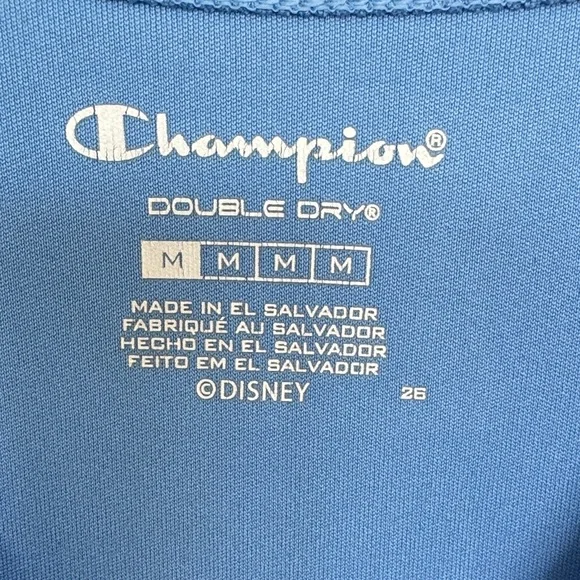 Champion®
DOUBLE DRY®
M M M M
MADE IN EL SALVADOR
FABRIQUÉ AU SALVADOR
HECHO EN EL SALVADOR
FEITO EM EL SALVADOR
©DISNEY 26